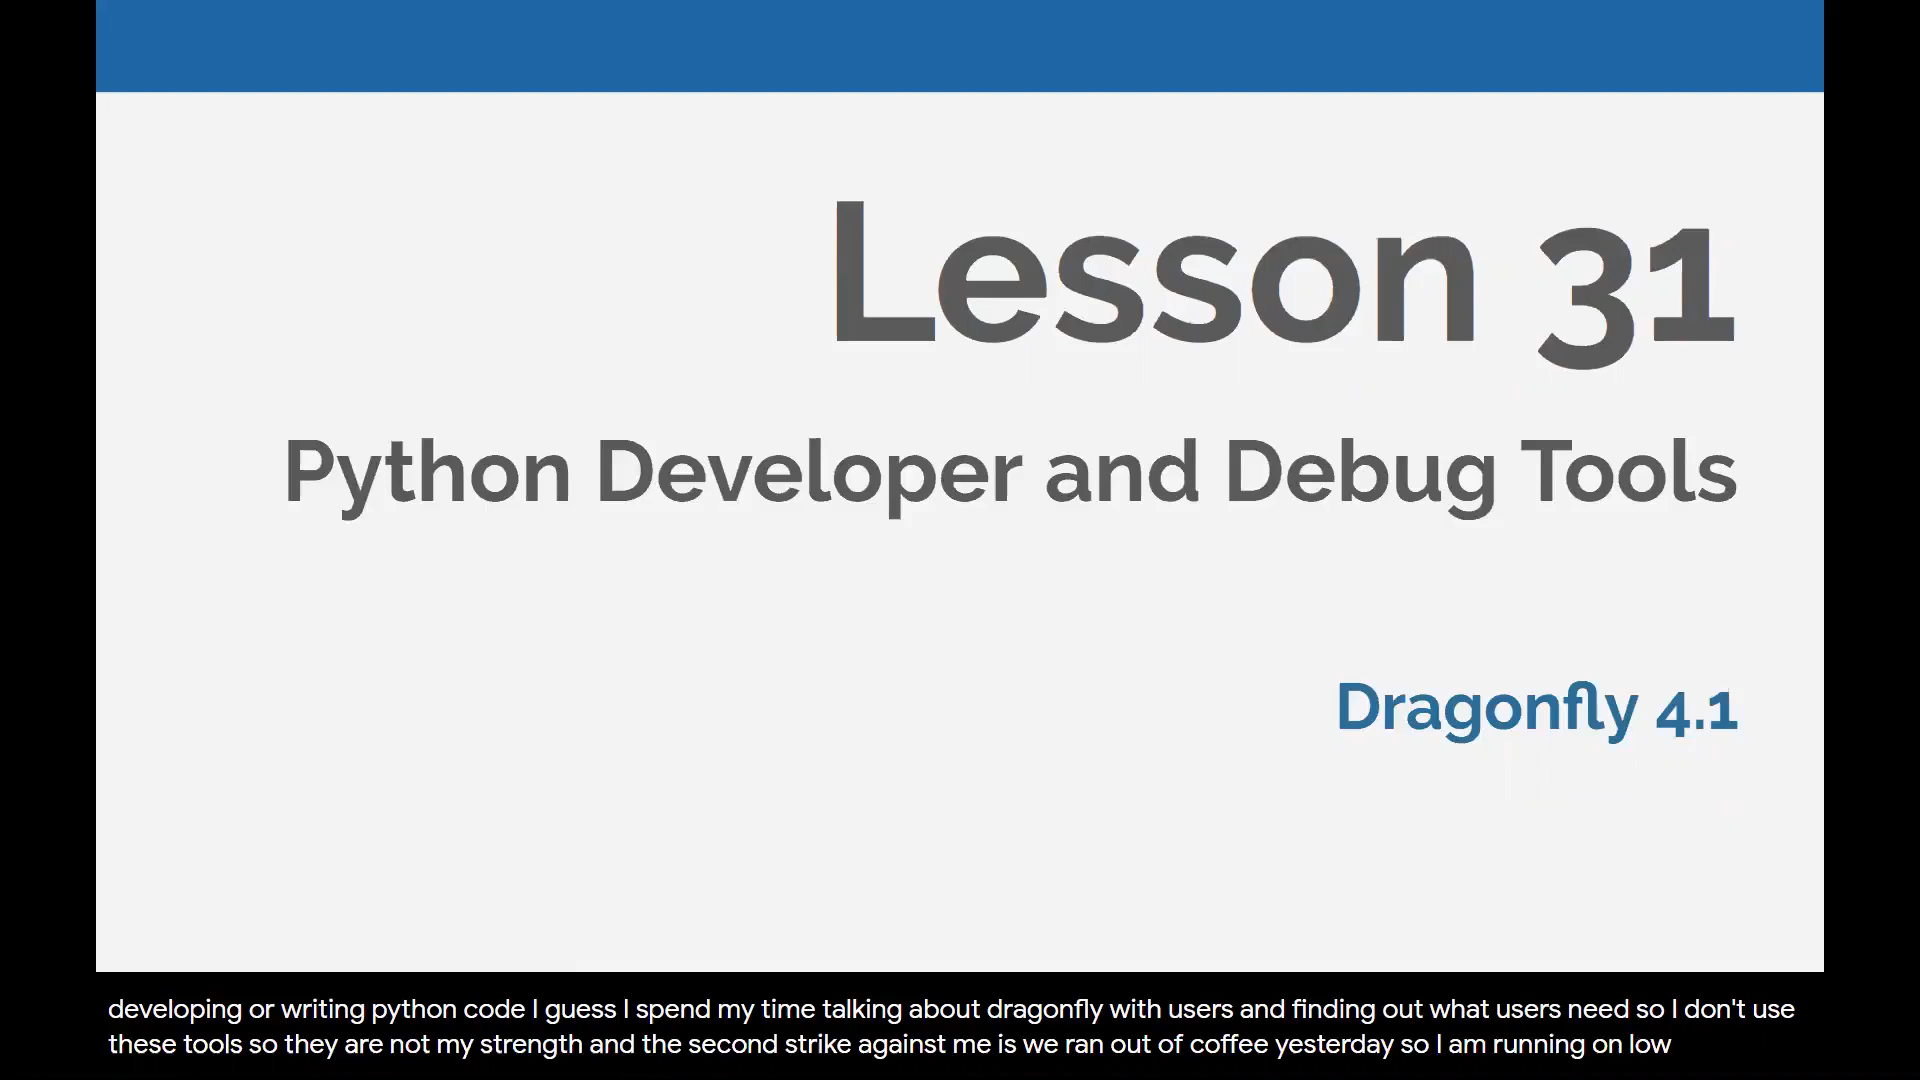 Lesson 31
Python Developer and Debug Tools
Dragonfly 4.1
developing or writing python code I guess I spend my time talking about dragonfly with users and finding out what users need so I don't use
these tools so they are not my strength and the second strike against me is we ran out of coffee yesterday so I am running on low